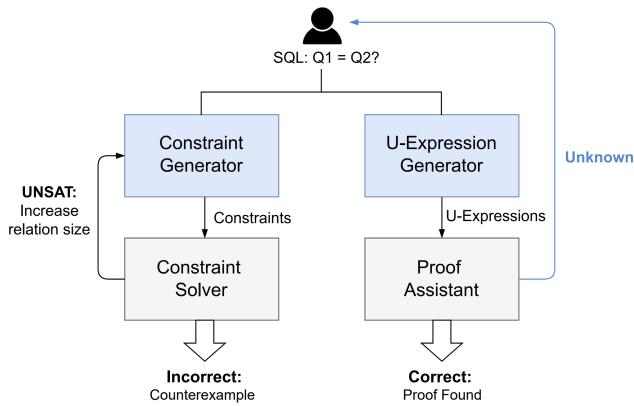 SQL: Q1 = Q2?
Constraint
Generator
U-Expression
Generator
Unknown
UNSAT:
Increase
relation size
Constraints
U-Expressions
Constraint
Solver
Proof
Assistant
Incorrect:
Counterexample
Correct:
Proof Found